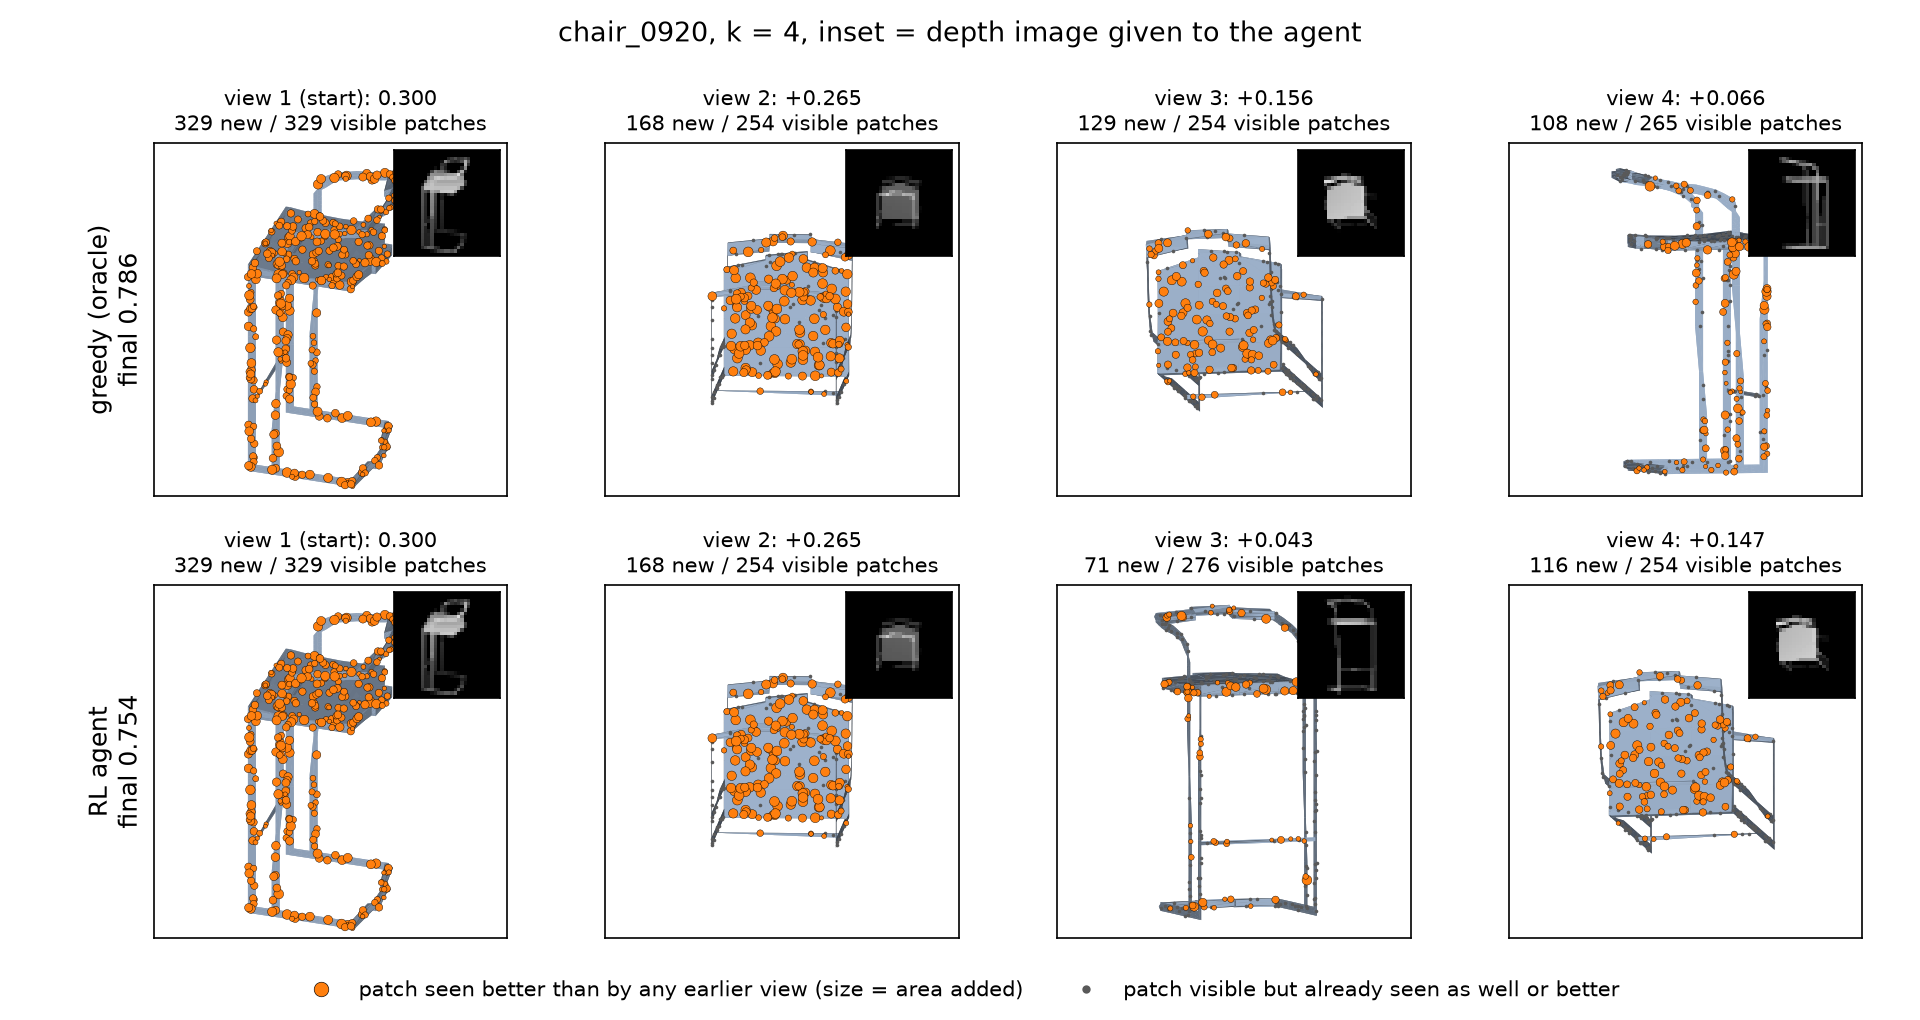 chair_0920, k = 4, inset = depth image given to the agent
view 1 (start): 0.300
329 new / 329 visible patches
view 2: +0.265
168 new / 254 visible patches
view 3: +0.156
129 new / 254 visible patches
view 4: +0.066
108 new / 265 visible patches
greedy (oracle)
final 0.786
view 1 (start): 0.300
329 new / 329 visible patches
view 2: +0.265
168 new / 254 visible patches
view 3: +0.043
71 new / 276 visible patches
view 4: +0.147
116 new / 254 visible patches
RL agent
final 0.754
patch seen better than by any earlier view (size = area added)
patch visible but already seen as well or better